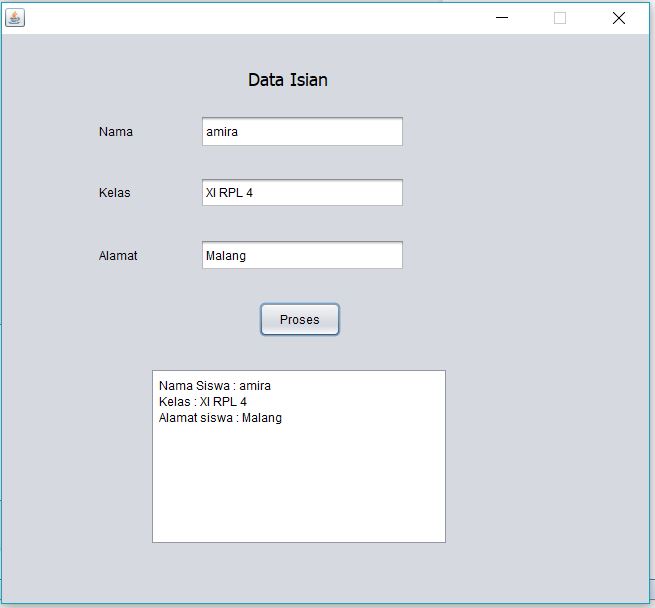 Data Isian
Nama amira
Kelas XI RPL 4
Alamat Malang
Proses
Nama Siswa : amira
Kelas : XI RPL 4
Alamat siswa : Malang